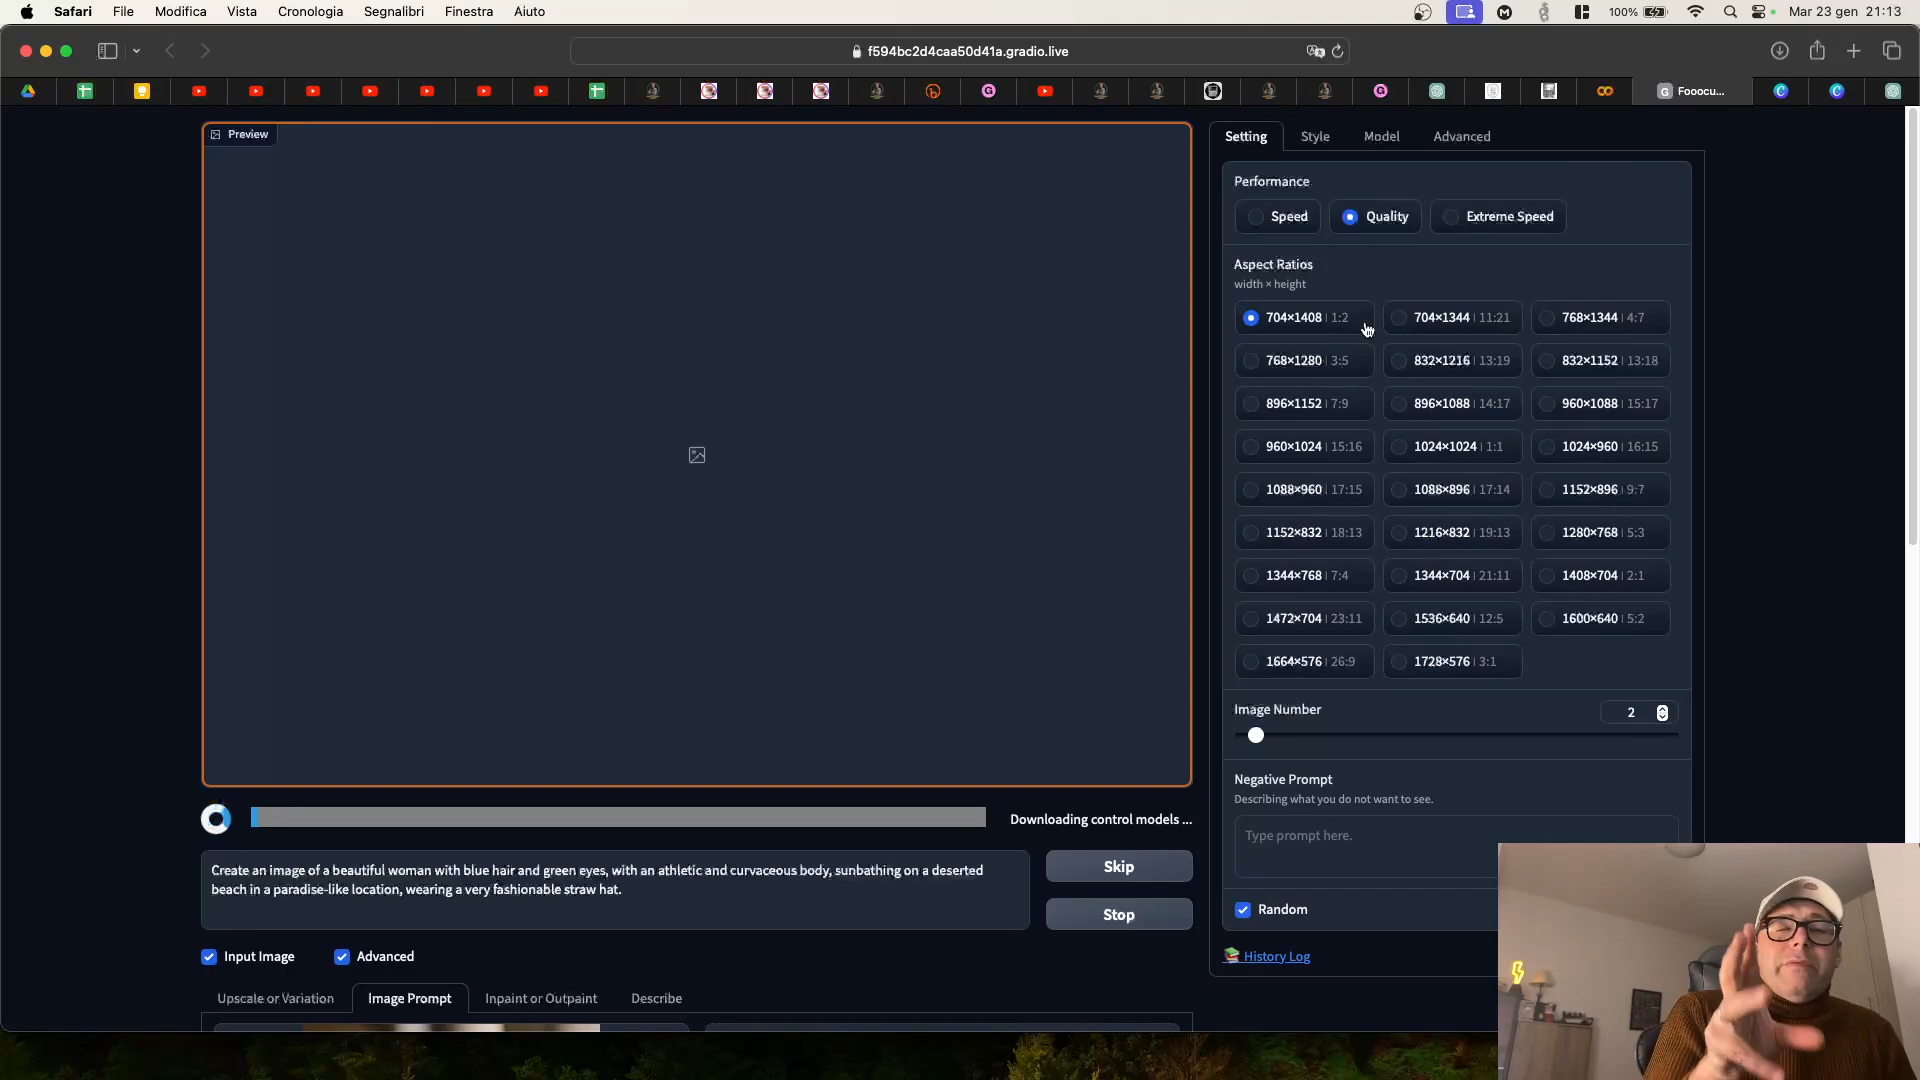 Safari File Modifica Vista Cronologia Segnalibri Finestra Aiuto
100% Mar 23 gen 21:13
f594bc2d4caa50d41a.gradio.live
Fooocu...
Preview
Setting Style Model Advanced
Performance
Speed Quality Extreme Speed
Aspect Ratios
width × height
704×1408 | 1:2 704×1344 | 11:21 768×1344 | 4:7
768×1280 | 3:5 832×1216 | 13:19 832×1152 | 13:18
896×1152 | 7:9 896×1088 | 14:17 960×1088 | 15:17
960×1024 | 15:16 1024×1024 | 1:1 1024×960 | 16:15
1088×960 | 17:15 1088×896 | 17:14 1152×896 | 9:7
1152×832 | 18:13 1216×832 | 19:13 1280×768 | 5:3
1344×768 | 7:4 1344×704 | 21:11 1408×704 | 2:1
1472×704 | 23:11 1536×640 | 12:5 1600×640 | 5:2
1664×576 | 26:9 1728×576 | 3:1
Image Number 2
Negative Prompt
Describing what you do not want to see.
Type prompt here.
Random
History Log
Downloading control models ...
Create an image of a beautiful woman with blue hair and green eyes, with an athletic and curvaceous body, sunbathing on a deserted
beach in a paradise-like location, wearing a very fashionable straw hat.
Skip
Stop
Input Image Advanced
Upscale or Variation Image Prompt Inpaint or Outpaint Describe